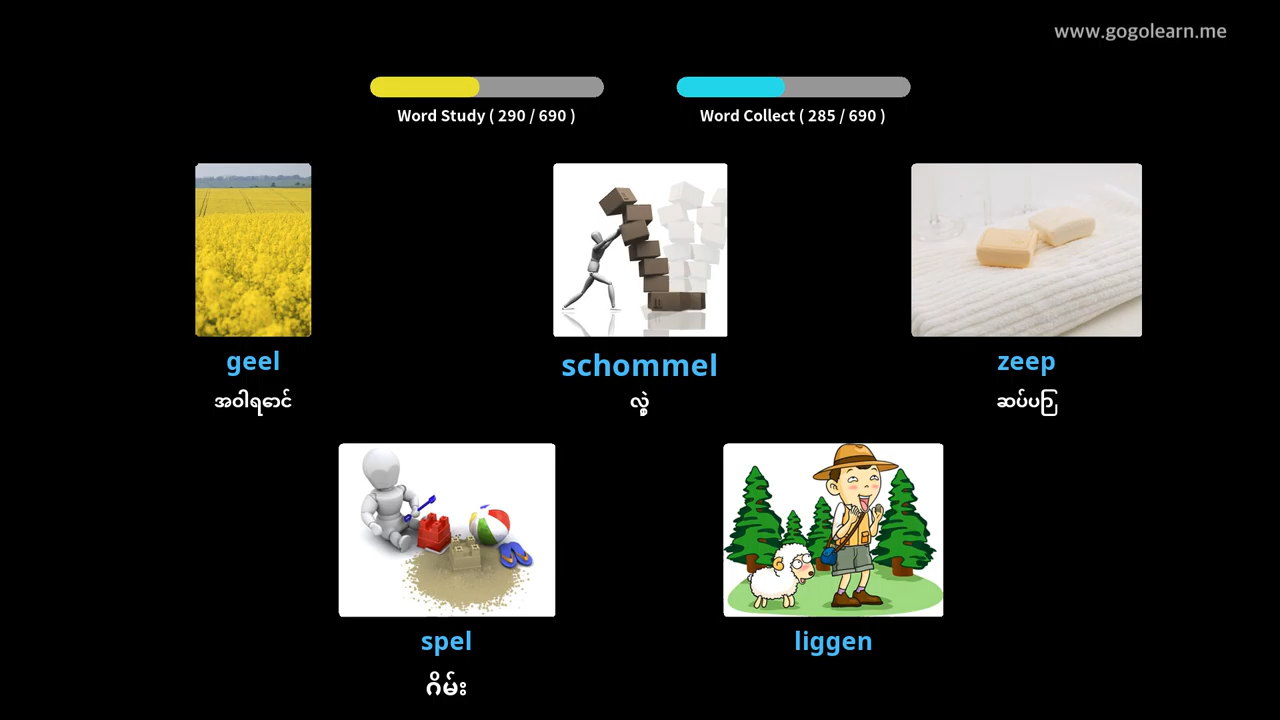 www.gogolearn.me
Word Study ( 290 / 690 )
Word Collect ( 285 / 690 )
geel
schommel
zeep
အဝါရောင်
လွှဲ
ဆပ်ပြာ
spel
liggen
ဂိမ်း